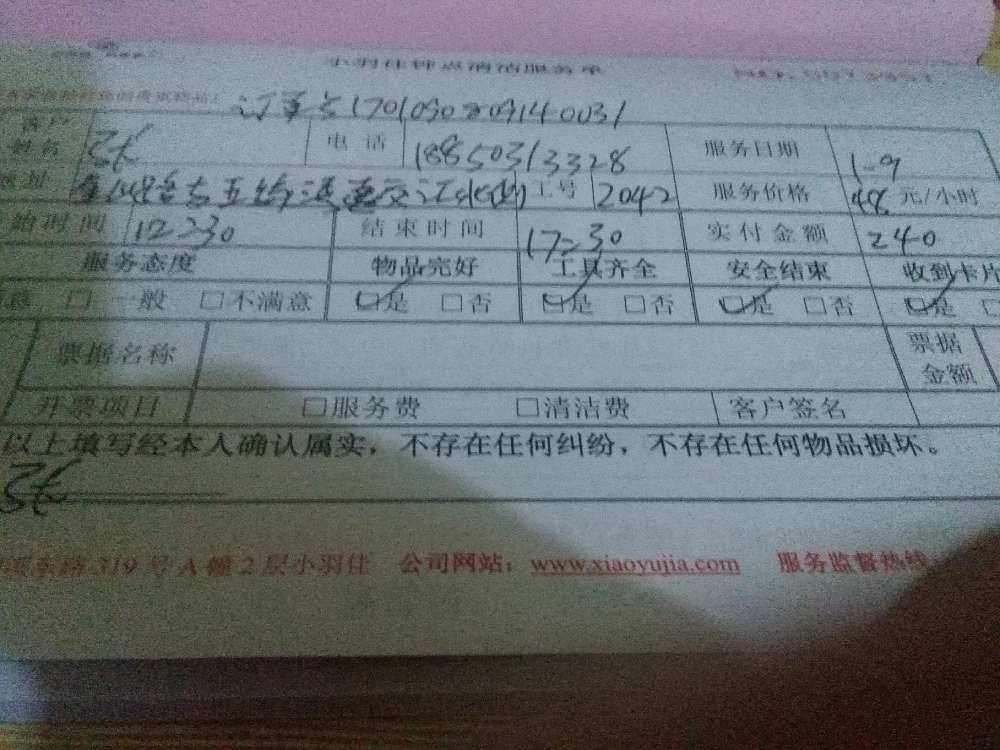 小羽佳钟点清洁服务单
订单号170109020914003​1
客户姓名 张 电话 18850313328 服务日期 1-9
工号 2042 服务价格 48 元/小时
始时间 12:30 结束时间 17:30 实付金额 240
服务态度 物品完好 工具齐全 安全结束 收到卡片
意 □一般 □不满意 □是 □否 □是 □否 □是 □否 □是
票据名称 票据金额
开票项目 □服务费 □清洁费 客户签名
以上填写经本人确认属实，不存在任何纠纷，不存在任何物品损坏。
张
东路 319 号 A 幢 2 层小羽佳 公司网站：www.xiaoyujia.com 服务监督热线